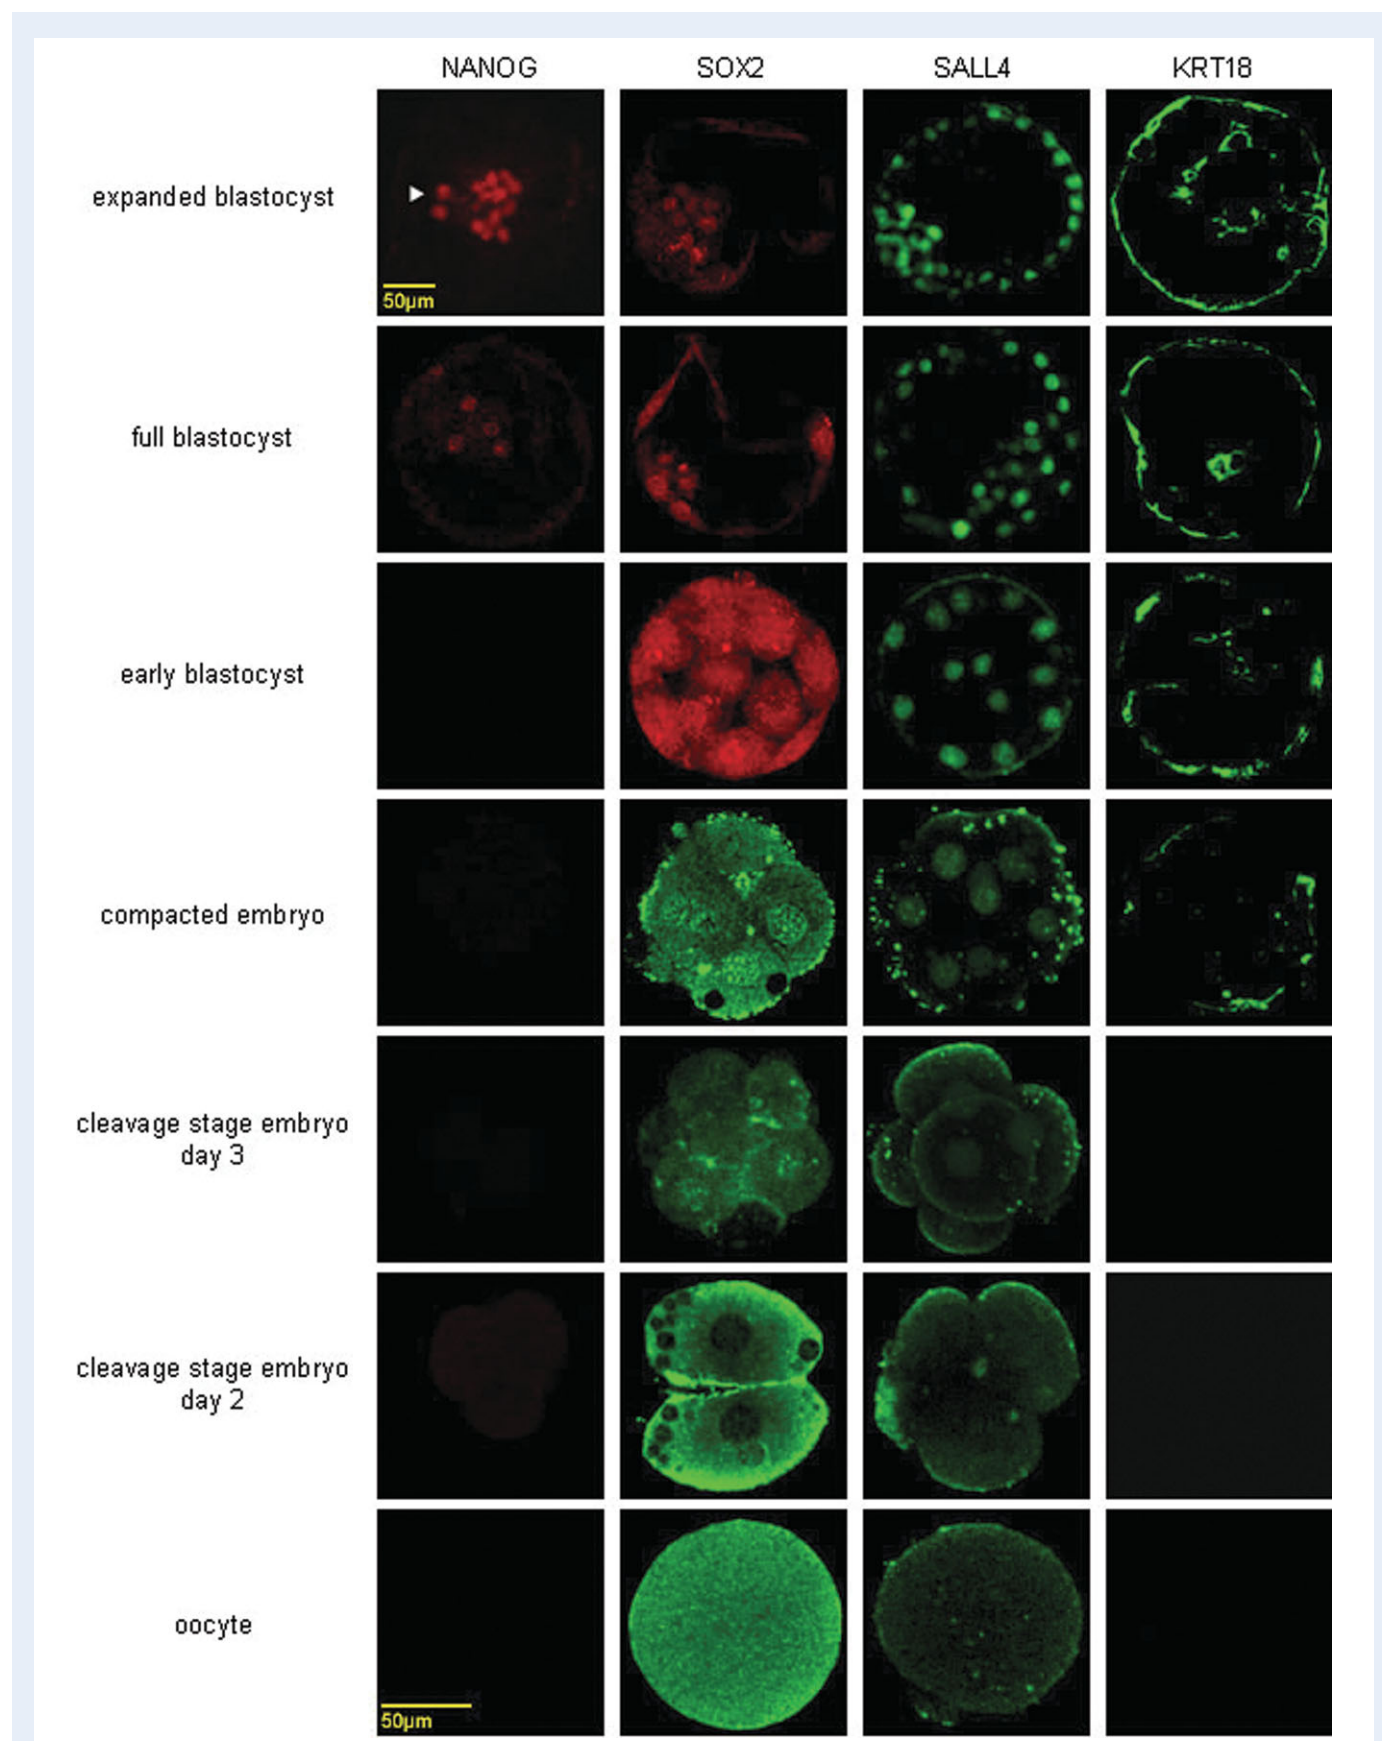 NANOG SOX2 SALL4 KRT18
expanded blastocyst
50µm
full blastocyst
early blastocyst
compacted embryo
cleavage stage embryo
day 3
cleavage stage embryo
day 2
oocyte
50µm